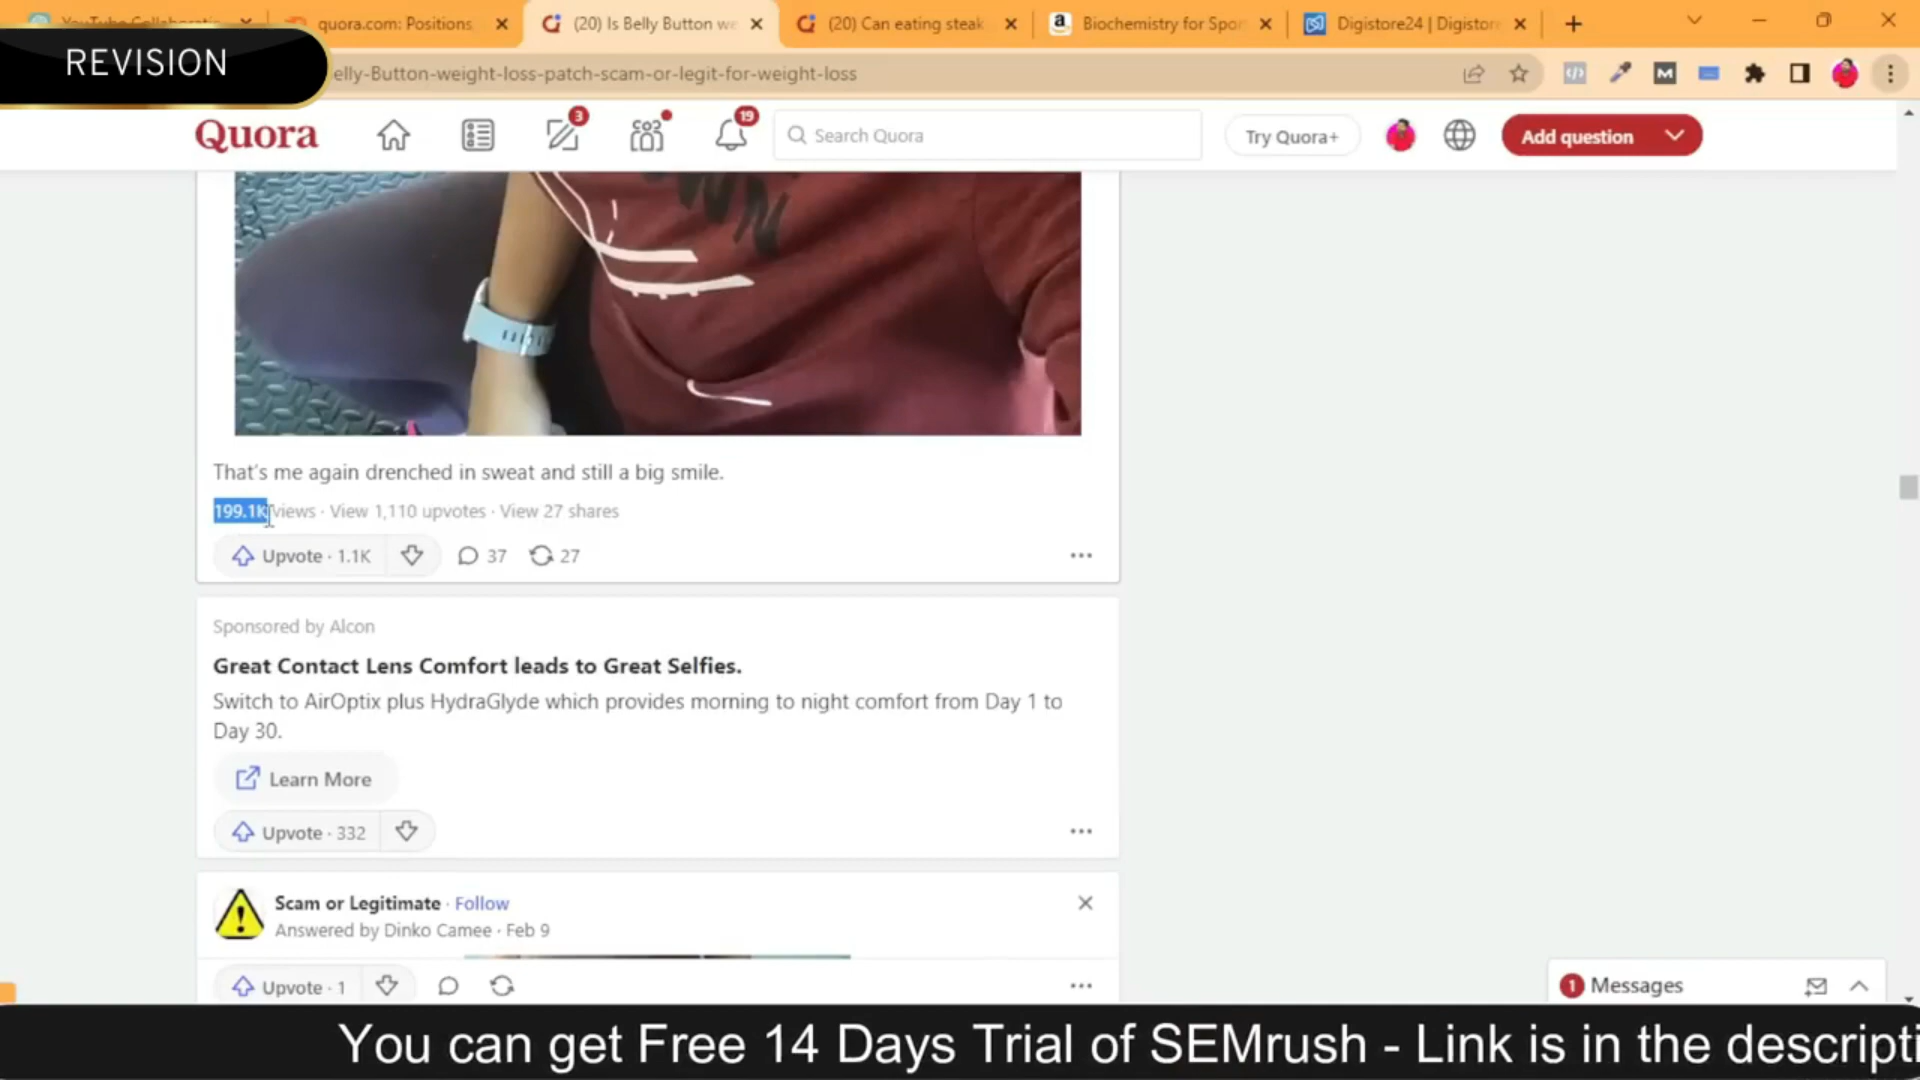 YouTube Collaboratio
quora.com: Positions
(20) Is Belly Button we
(20) Can eating steak
Biochemistry for Spor
Digistore24 | Digistore
REVISION
elly-Button-weight-loss-patch-scam-or-legit-for-weight-loss
Quora
3
19
Search Quora
Try Quora+
Add question
That's me again drenched in sweat and still a big smile.
199.1K views · View 1,110 upvotes · View 27 shares
Upvote · 1.1K
37
27
Sponsored by Alcon
Great Contact Lens Comfort leads to Great Selfies.
Switch to AirOptix plus HydraGlyde which provides morning to night comfort from Day 1 to
Day 30.
Learn More
Upvote · 332
Scam or Legitimate · Follow
Answered by Dinko Camee · Feb 9
Upvote · 1
1 Messages
You can get Free 14 Days Trial of SEMrush - Link is in the descripti